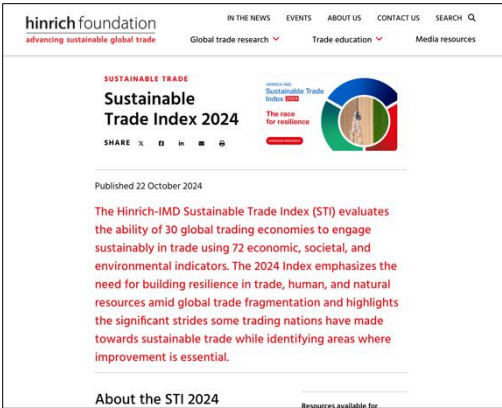 hinrich foundation
advancing sustainable global trade
IN THE NEWS EVENTS ABOUT US CONTACT US SEARCH
Global trade research Trade education Media resources
SUSTAINABLE TRADE
Sustainable
Trade Index 2024
SHARE
HINRICH-IMD
Sustainable Trade
Index 2024
The race
for resilience
Published 22 October 2024
The Hinrich-IMD Sustainable Trade Index (STI) evaluates
the ability of 30 global trading economies to engage
sustainably in trade using 72 economic, societal, and
environmental indicators. The 2024 Index emphasizes the
need for building resilience in trade, human, and natural
resources amid global trade fragmentation and highlights
the significant strides some trading nations have made
towards sustainable trade while identifying areas where
improvement is essential.
About the STI 2024
Resources available for